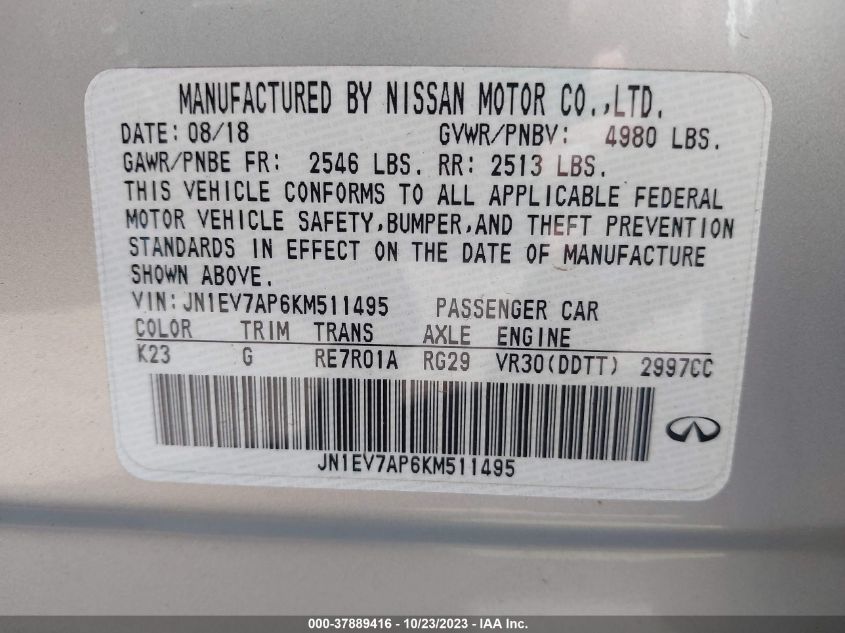 MANUFACTURED BY NISSAN MOTOR CO.,LTD.
DATE: 08/18 GVWR/PNBV: 4980 LBS.
GAWR/PNBE FR: 2546 LBS. RR: 2513 LBS.
THIS VEHICLE CONFORMS TO ALL APPLICABLE FEDERAL
MOTOR VEHICLE SAFETY,BUMPER,AND THEFT PREVENTION
STANDARDS IN EFFECT ON THE DATE OF MANUFACTURE
SHOWN ABOVE.
VIN:JN1EV7AP6KM511495 PASSENGER CAR
COLOR TRIM TRANS AXLE ENGINE
K23 G RE7R01A RG29 VR30(DDTT) 2997CC
JN1EV7AP6KM511495
000-37889416 - 10/23/2023 - IAA Inc.